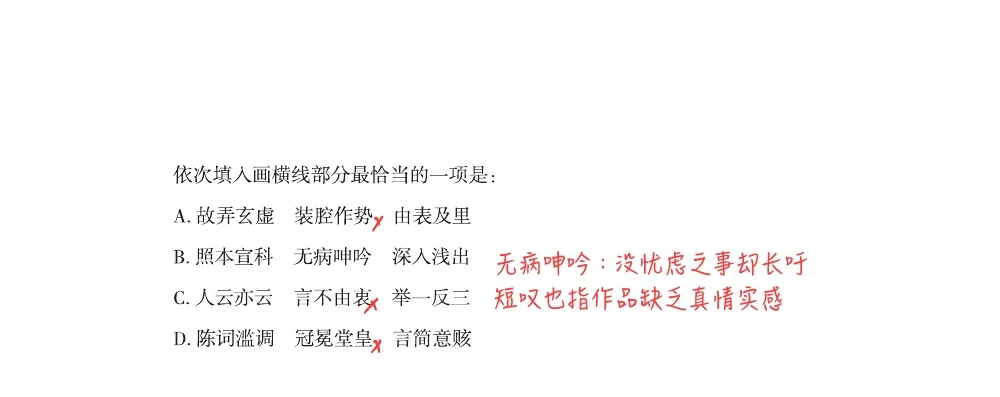 依次填入画横线部分最恰当的一项是：
A. 故弄玄虚 装腔作势× 由表及里
B. 照本宣科 无病呻吟 深入浅出
无病呻吟：没忧虑之事却长吁
C. 人云亦云 言不由衷× 举一反三
短叹也指作品缺乏真情实感
D. 陈词滥调 冠冕堂皇× 言简意赅